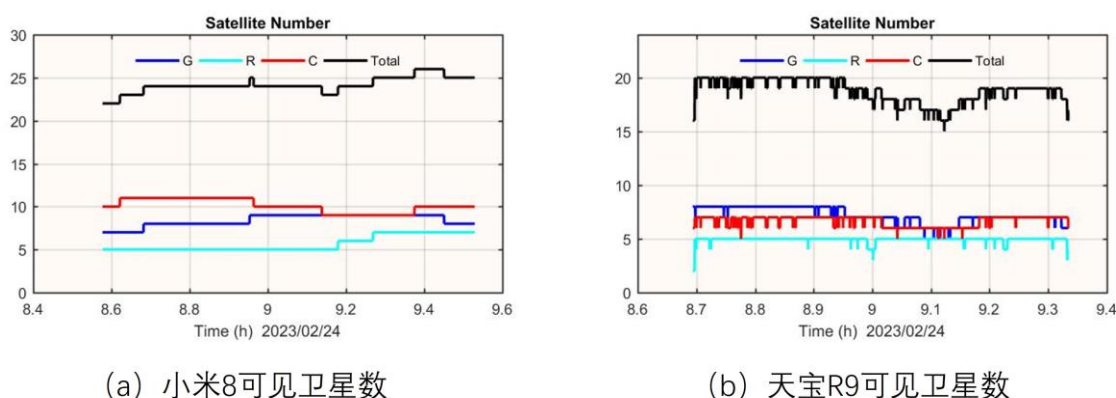 Satellite Number
30
25
20
15
10
5
0
G R C Total
8.4 8.6 8.8 9 9.2 9.4 9.6
Time (h) 2023/02/24
(a) 小米8可见卫星数
Satellite Number
20
15
10
5
0
G R C Total
8.6 8.7 8.8 8.9 9 9.1 9.2 9.3 9.4
Time (h) 2023/02/24
(b) 天宝R9可见卫星数